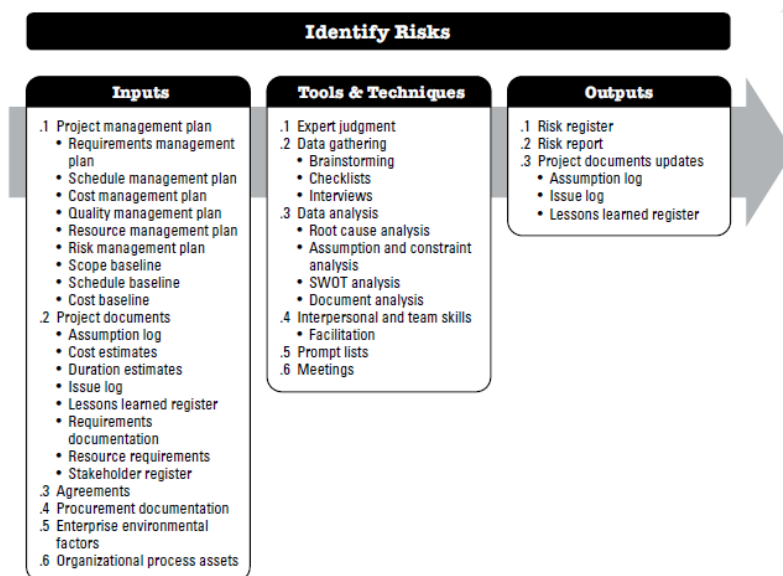 Identify Risks
Inputs
.1 Project management plan
• Requirements management
plan
• Schedule management plan
• Cost management plan
• Quality management plan
• Resource management plan
• Risk management plan
• Scope baseline
• Schedule baseline
• Cost baseline
.2 Project documents
• Assumption log
• Cost estimates
• Duration estimates
• Issue log
• Lessons learned register
• Requirements
documentation
• Resource requirements
• Stakeholder register
.3 Agreements
.4 Procurement documentation
.5 Enterprise environmental
factors
.6 Organizational process assets
Tools & Techniques
.1 Expert judgment
.2 Data gathering
• Brainstorming
• Checklists
• Interviews
.3 Data analysis
• Root cause analysis
• Assumption and constraint
analysis
• SWOT analysis
• Document analysis
.4 Interpersonal and team skills
• Facilitation
.5 Prompt lists
.6 Meetings
Outputs
.1 Risk register
.2 Risk report
.3 Project documents updates
• Assumption log
• Issue log
• Lessons learned register